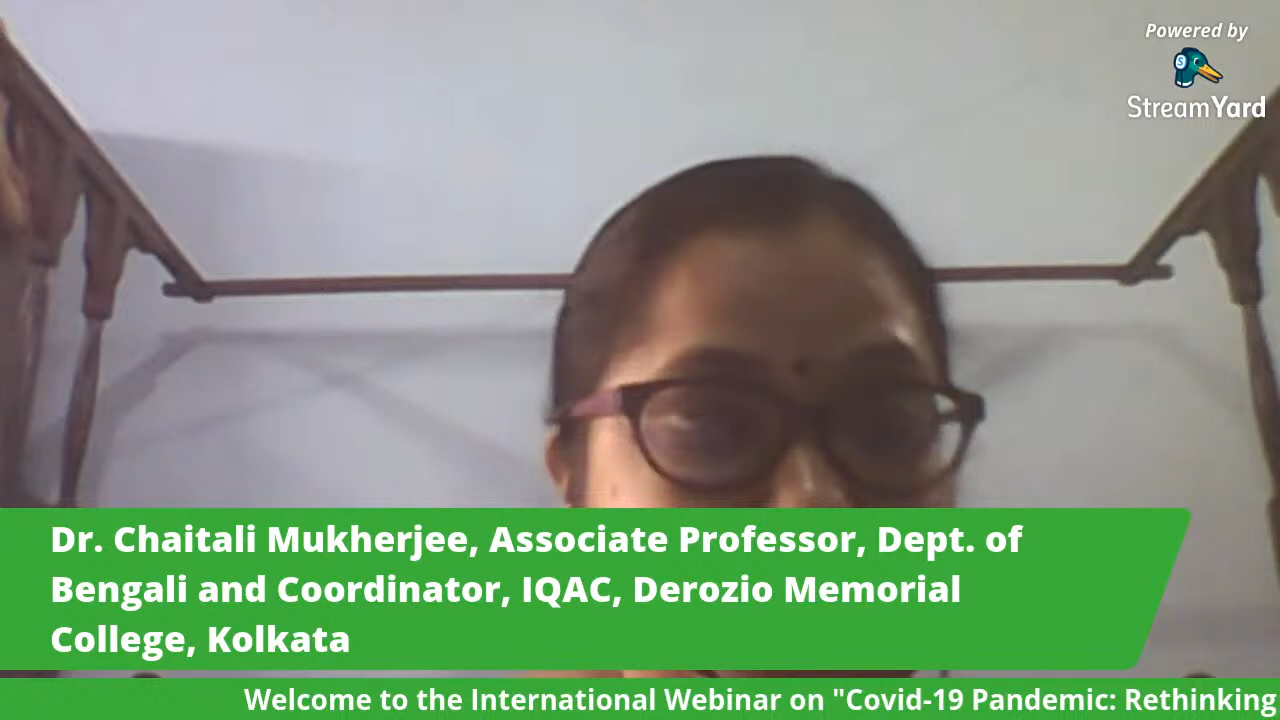 Powered by
StreamYard
Dr. Chaitali Mukherjee, Associate Professor, Dept. of
Bengali and Coordinator, IQAC, Derozio Memorial
College, Kolkata
Welcome to the International Webinar on "Covid-19 Pandemic: Rethinking